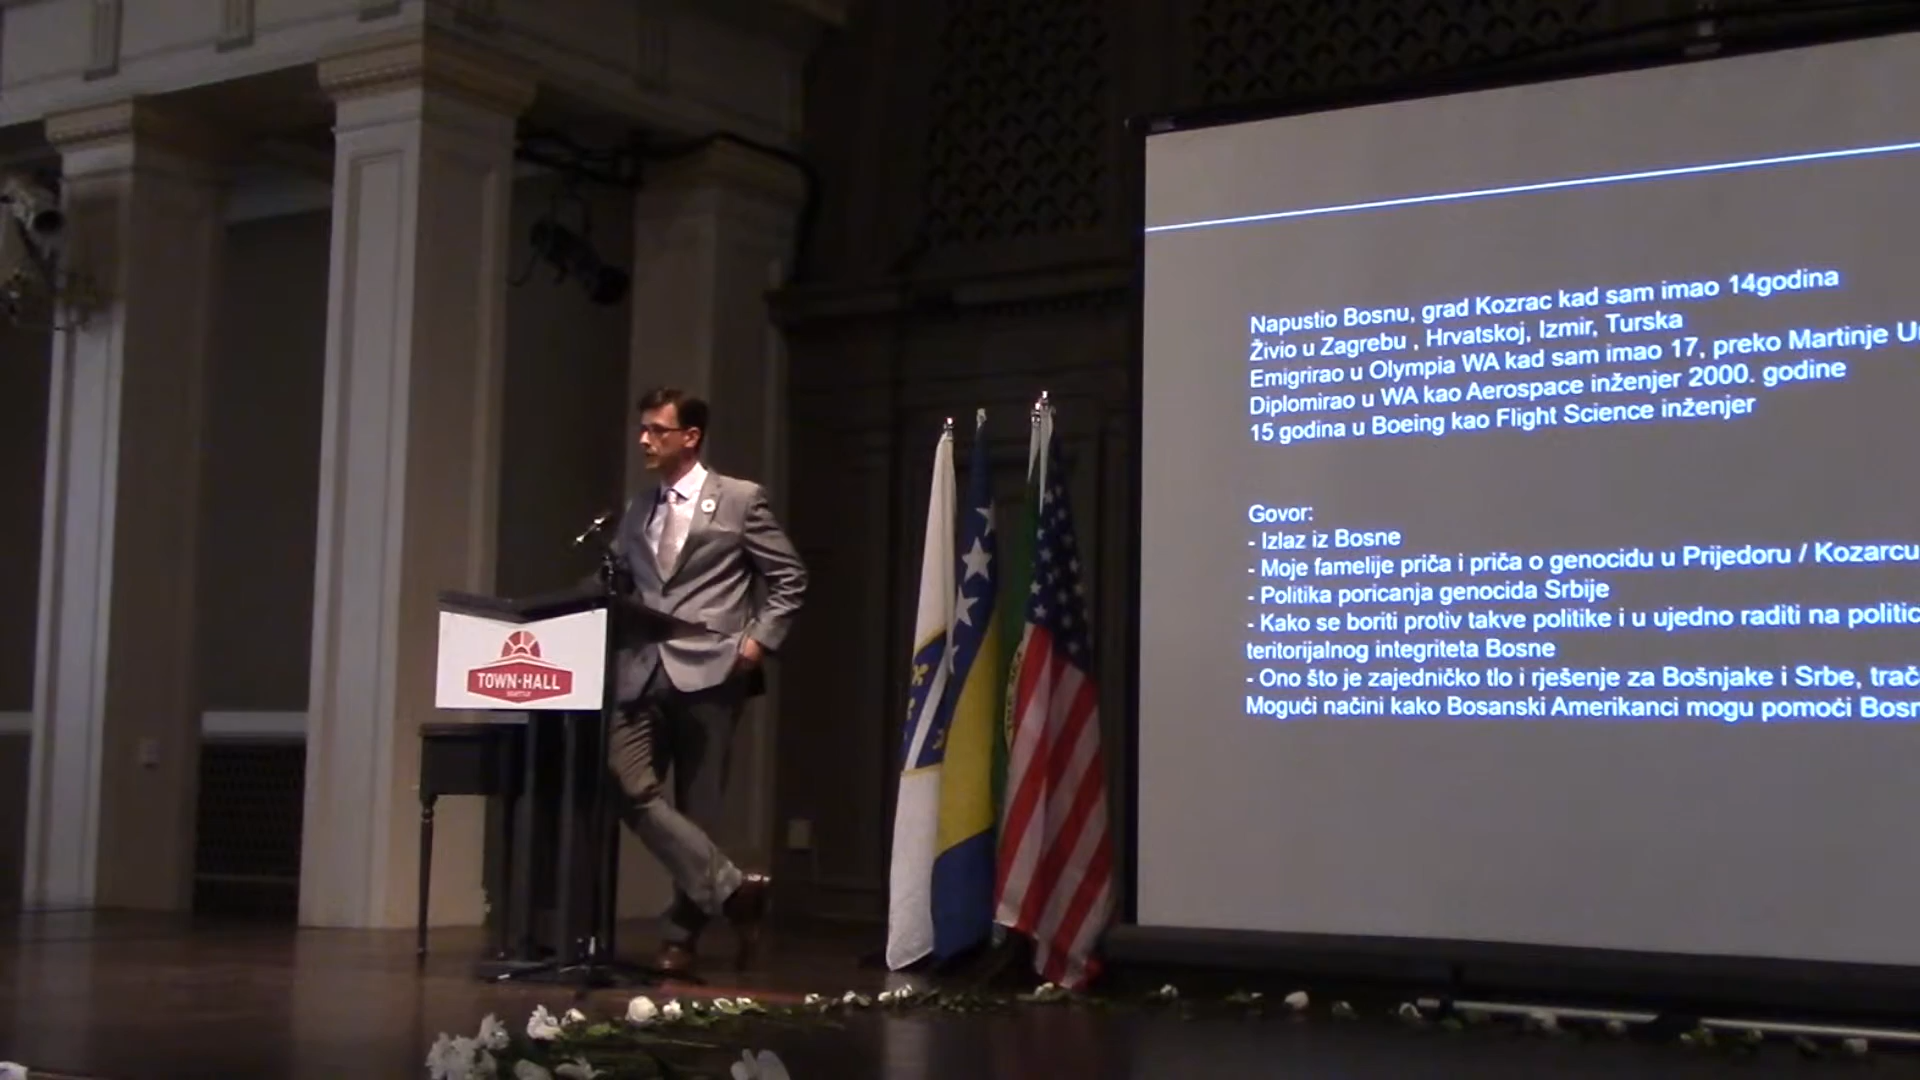 Napustio Bosnu, grad Kozrac kad sam imao 14godina
Živio u Zagrebu , Hrvatskoj, Izmir, Turska
Emigrirao u Olympia WA kad sam imao 17, preko Martinje
Diplomirao u WA kao Aerospace inženjer 2000. godine
15 godina u Boeing kao Flight Science inženjer
Govor:
- Izlaz iz Bosne
- Moje famelije priča i priča o genocidu u Prijedoru / Kozarcu
- Politika poricanja genocida Srbije
- Kako se boriti protiv takve politike i u ujedno raditi na
teritorijalnog integriteta Bosne
- Ono što je zajedničko tlo i rješenje za Bošnjake i Srbe,
Mogući načini kako Bosanski Amerikanci mogu pomoći
TOWN HALL
SEATTLE